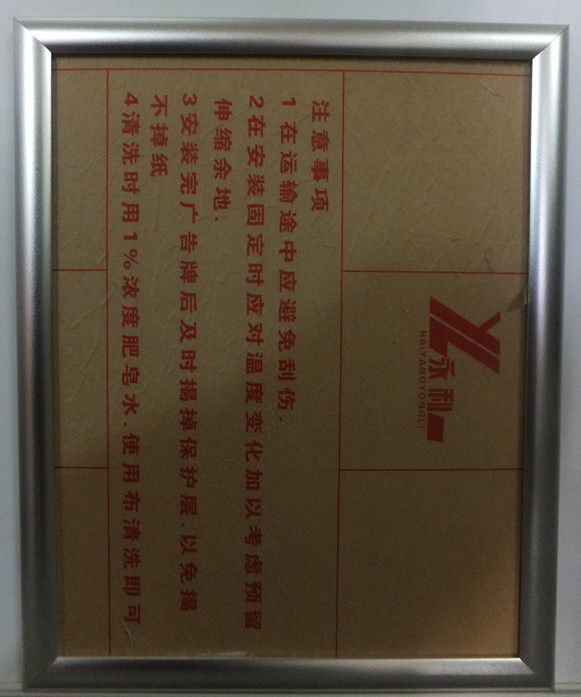 永利
HAIYANGYONGLI
注意事项
1在运输途中应避免刮伤.
2在安装固定时应对温度变化加以考虑预留
伸缩余地.
3安装完广告牌后及时揭掉保护层.以免揭
不掉纸
4清洗时用1%浓度肥皂水.使用布清洗即可